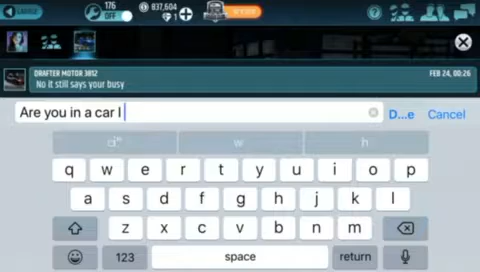 GARAGE
176
OFF
837,604
1
DRAFTER MOTOR 3812
FEB 24, 00:26
No it still says your busy
Are you in a car I
D...e
Cancel
w
h
q w e r t y u i o p
a s d f g h j k l
z x c v b n m
123
space
return